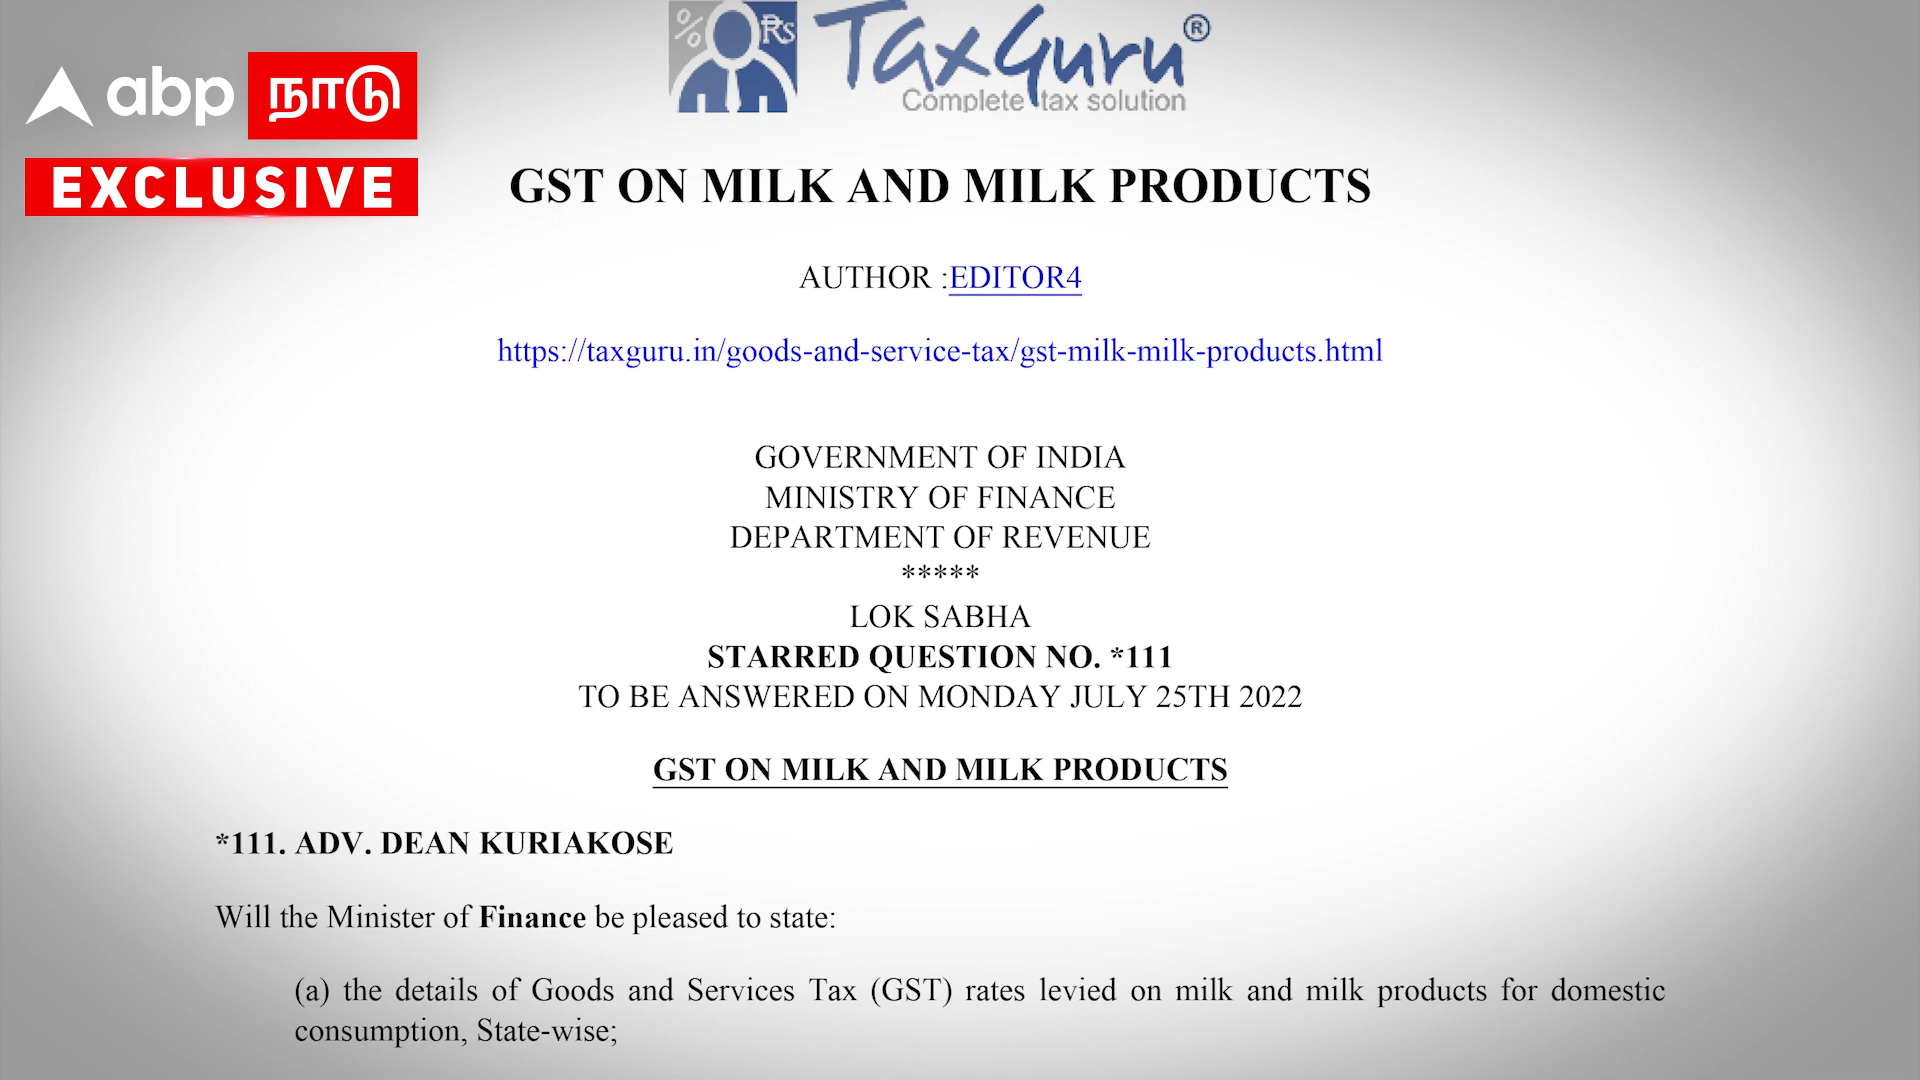 abp நாடு
EXCLUSIVE
% Rs
TaxGuru®
Complete tax solution
GST ON MILK AND MILK PRODUCTS
AUTHOR :EDITOR4
https://taxguru.in/goods-and-service-tax/gst-milk-milk-products.html
GOVERNMENT OF INDIA
MINISTRY OF FINANCE
DEPARTMENT OF REVENUE
*****
LOK SABHA
STARRED QUESTION NO. *111
TO BE ANSWERED ON MONDAY JULY 25TH 2022
GST ON MILK AND MILK PRODUCTS
*111. ADV. DEAN KURIAKOSE
Will the Minister of Finance be pleased to state:
(a) the details of Goods and Services Tax (GST) rates levied on milk and milk products for domestic
consumption, State-wise;